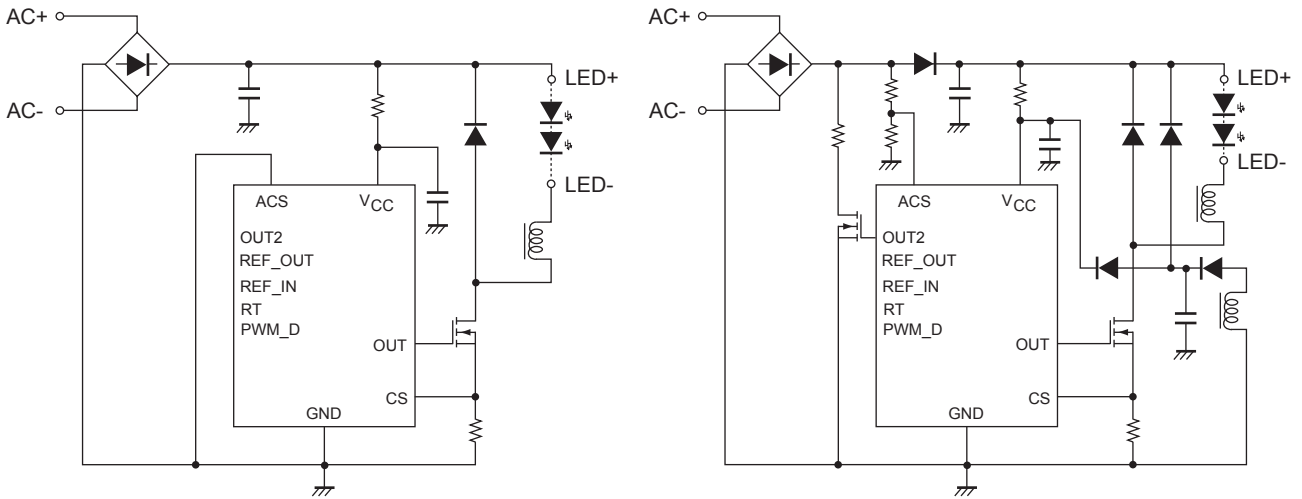 AC+
AC-
LED+
LED-
ACS
VCC
OUT2
REF_OUT
REF_IN
RT
PWM_D
OUT
CS
GND
AC+
AC-
LED+
LED-
ACS
VCC
OUT2
REF_OUT
REF_IN
RT
PWM_D
OUT
CS
GND